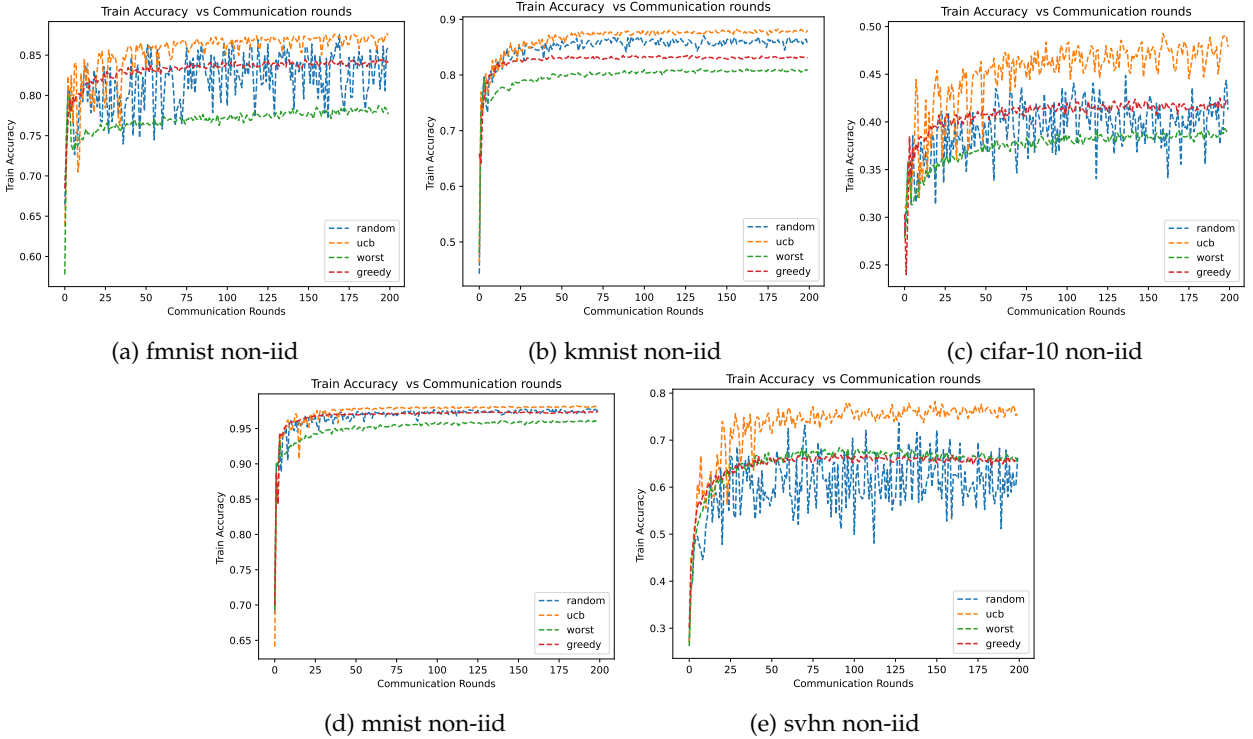 Train Accuracy vs Communication rounds
Train Accuracy
0.85
0.80
0.75
0.70
0.65
0.60
0 25 50 75 100 125 150 175 200
Communication Rounds
random
ucb
worst
greedy
(a) fmnist non-iid
Train Accuracy vs Communication rounds
Train Accuracy
0.9
0.8
0.7
0.6
0.5
0 25 50 75 100 125 150 175 200
Communication Rounds
random
ucb
worst
greedy
(b) kmnist non-iid
Train Accuracy vs Communication rounds
Train Accuracy
0.50
0.45
0.40
0.35
0.30
0.25
0 25 50 75 100 125 150 175 200
Communication Rounds
random
ucb
worst
greedy
(c) cifar-10 non-iid
Train Accuracy vs Communication rounds
Train Accuracy
0.95
0.90
0.85
0.80
0.75
0.70
0.65
0 25 50 75 100 125 150 175 200
Communication Rounds
random
ucb
worst
greedy
(d) mnist non-iid
Train Accuracy vs Communication rounds
Train Accuracy
0.8
0.7
0.6
0.5
0.4
0.3
0 25 50 75 100 125 150 175 200
Communication Rounds
random
ucb
worst
greedy
(e) svhn non-iid